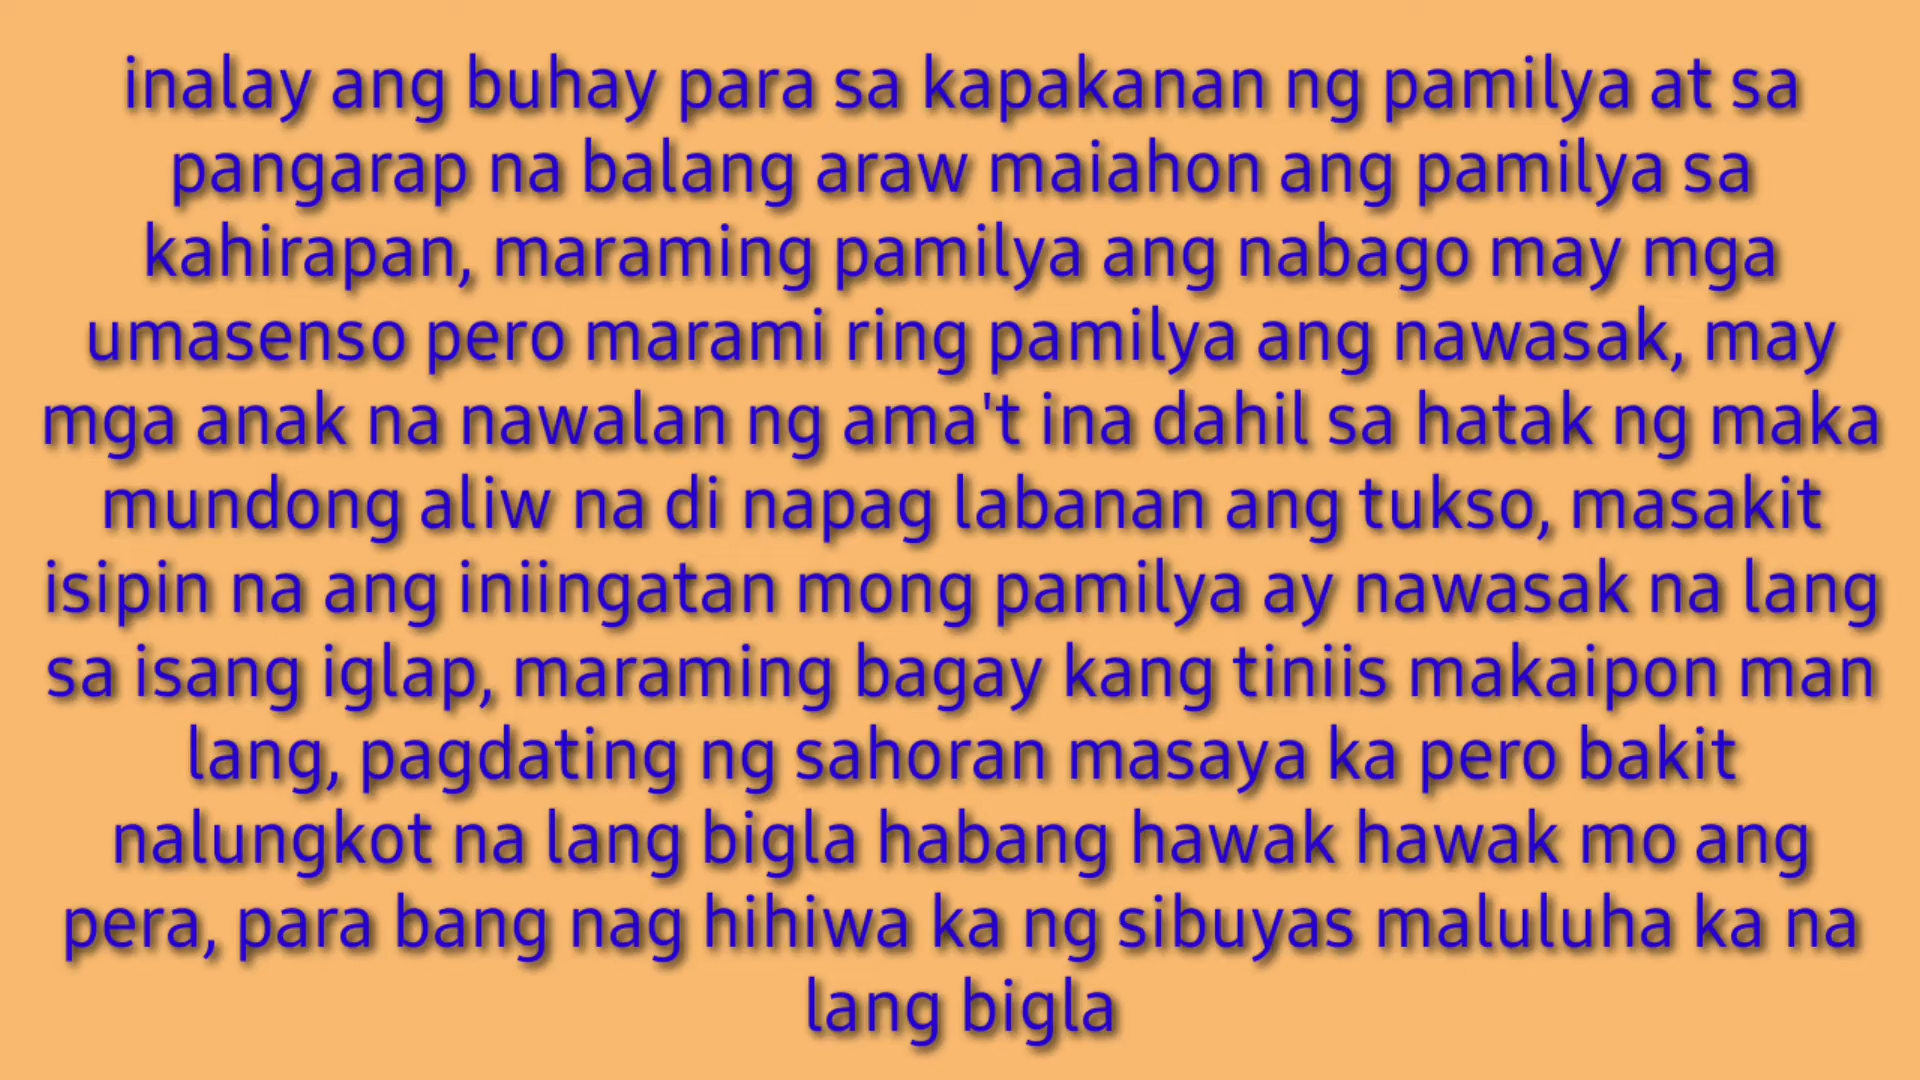 inalay ang buhay para sa kapakanan ng pamilya at sa
pangarap na balang araw maiahon ang pamilya sa
kahirapan, maraming pamilya ang nabago may mga
umasenso pero marami ring pamilya ang nawasak, may
mga anak na nawalan ng ama't ina dahil sa hatak ng maka
mundong aliw na di napag labanan ang tukso, masakit
isipin na ang iniingatan mong pamilya ay nawasak na lang
sa isang iglap, maraming bagay kang tiniis makaipon man
lang, pagdating ng sahoran masaya ka pero bakit
nalungkot na lang bigla habang hawak hawak mo ang
pera, para bang nag hihiwa ka ng sibuyas maluluha ka na
lang bigla